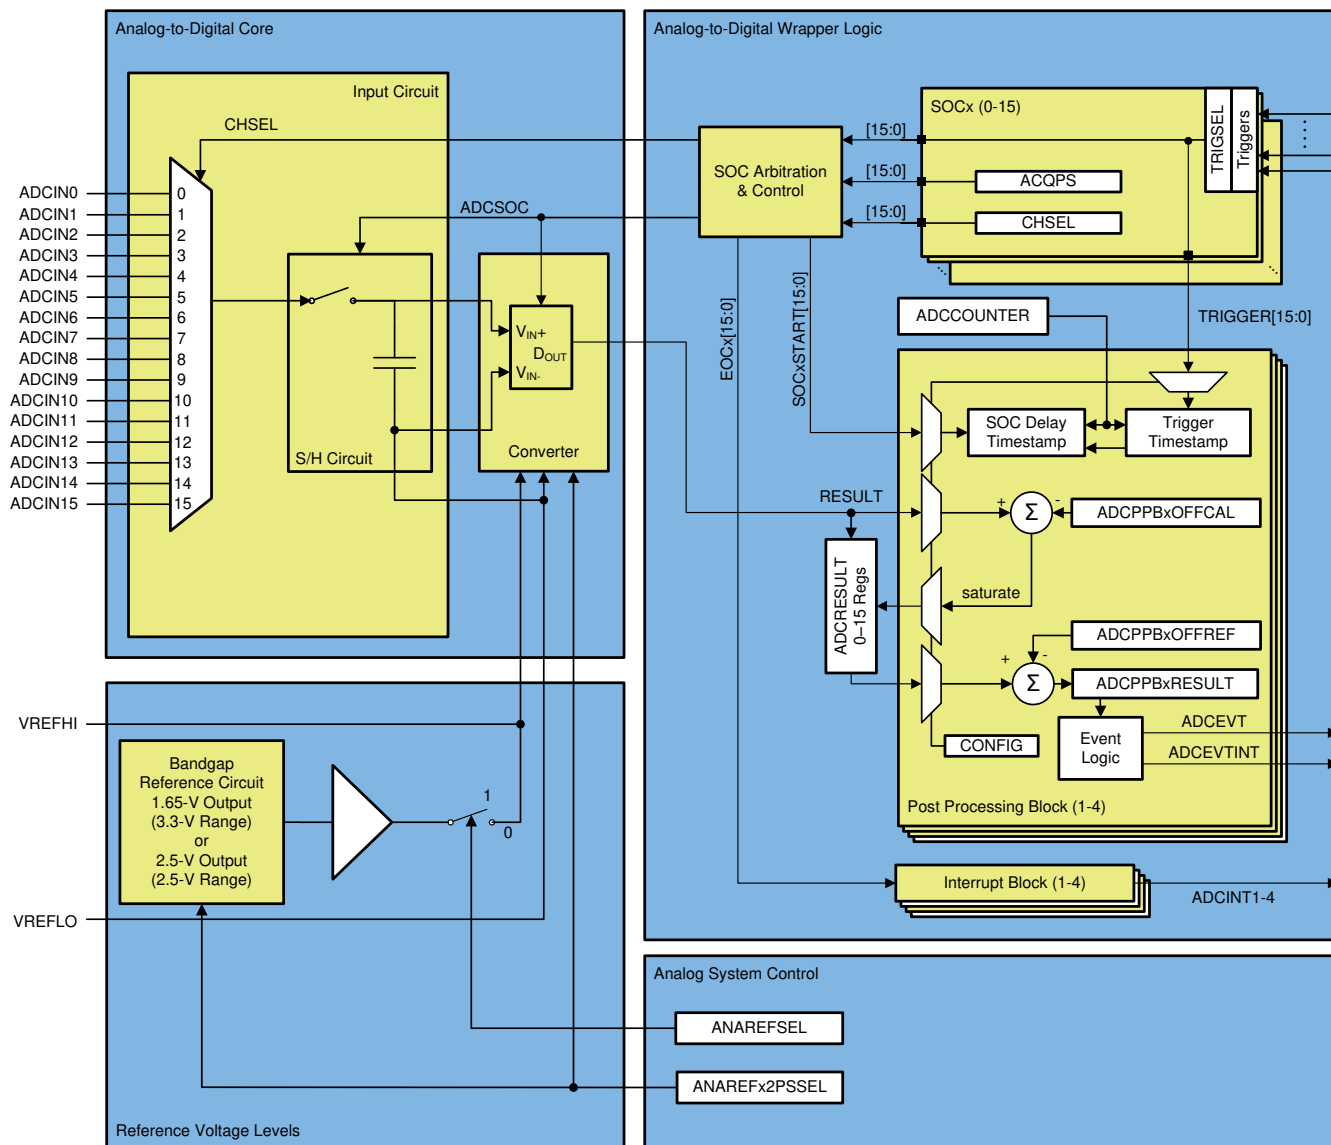 Analog-to-Digital Core
Input Circuit
CHSEL
ADCSOC
ADCIN0
ADCIN1
ADCIN2
ADCIN3
ADCIN4
ADCIN5
ADCIN6
ADCIN7
ADCIN8
ADCIN9
ADCIN10
ADCIN11
ADCIN12
ADCIN13
ADCIN14
ADCIN15
0
1
2
3
4
5
6
7
8
9
10
11
12
13
14
15
S/H Circuit
VIN+
DOUT
VIN-
Converter
Analog-to-Digital Wrapper Logic
SOC Arbitration
& Control
[15:0]
[15:0]
[15:0]
SOCx (0-15)
TRIGSEL
Triggers
ACQPS
CHSEL
EOCx[15:0]
SOCxSTART[15:0]
ADCCOUNTER
TRIGGER[15:0]
SOC Delay
Timestamp
Trigger
Timestamp
RESULT
+
Σ
-
ADCPPBxOFFCAL
ADCRESULT
0–15 Regs
saturate
ADCPPBxOFFREF
+
-
Σ
ADCPPBxRESULT
CONFIG
Event
Logic
ADCEVT
ADCEVTINT
Post Processing Block (1-4)
Interrupt Block (1-4)
ADCINT1-4
VREFHI
Bandgap
Reference Circuit
1.65-V Output
(3.3-V Range)
or
2.5-V Output
(2.5-V Range)
1
0
VREFLO
Reference Voltage Levels
Analog System Control
ANAREFSEL
ANAREFx2PSSEL